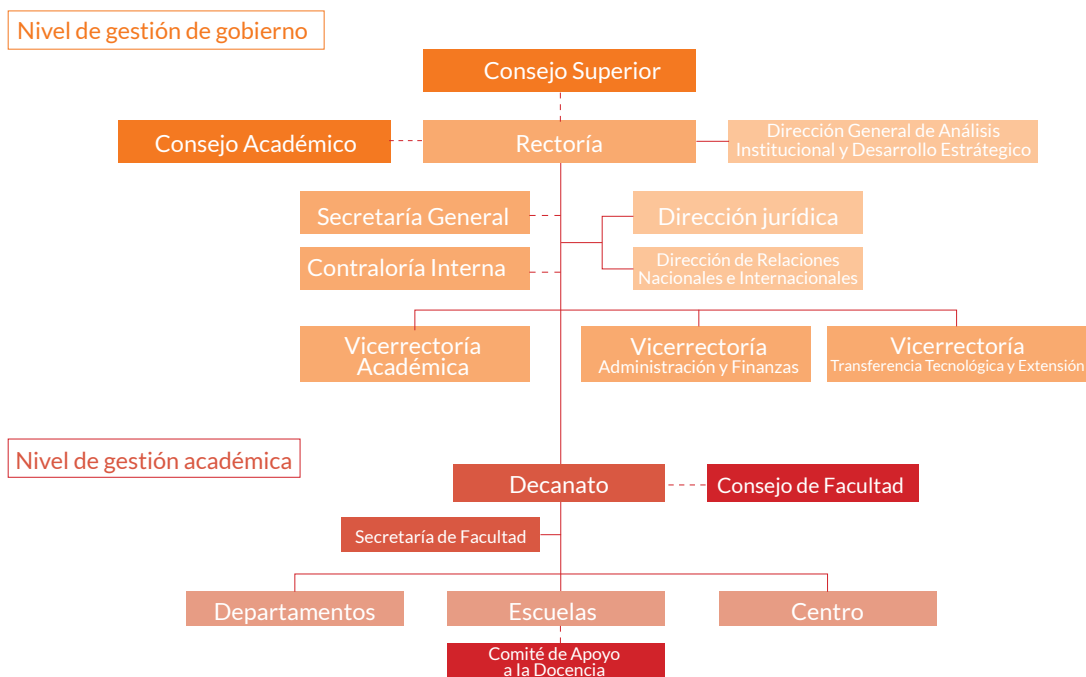 Nivel de gestión de gobierno
Consejo Superior
Consejo Académico
Rectoría
Dirección General de Análisis
Institucional y Desarrollo Estrátegico
Secretaría General
Dirección jurídica
Contraloría Interna
Dirección de Relaciones
Nacionales e Internacionales
Vicerrectoría
Académica
Vicerrectoría
Administración y Finanzas
Vicerrectoría
Transferencia Tecnológica y Extensión
Nivel de gestión académica
Decanato
Consejo de Facultad
Secretaría de Facultad
Departamentos
Escuelas
Centro
Comité de Apoyo
a la Docencia